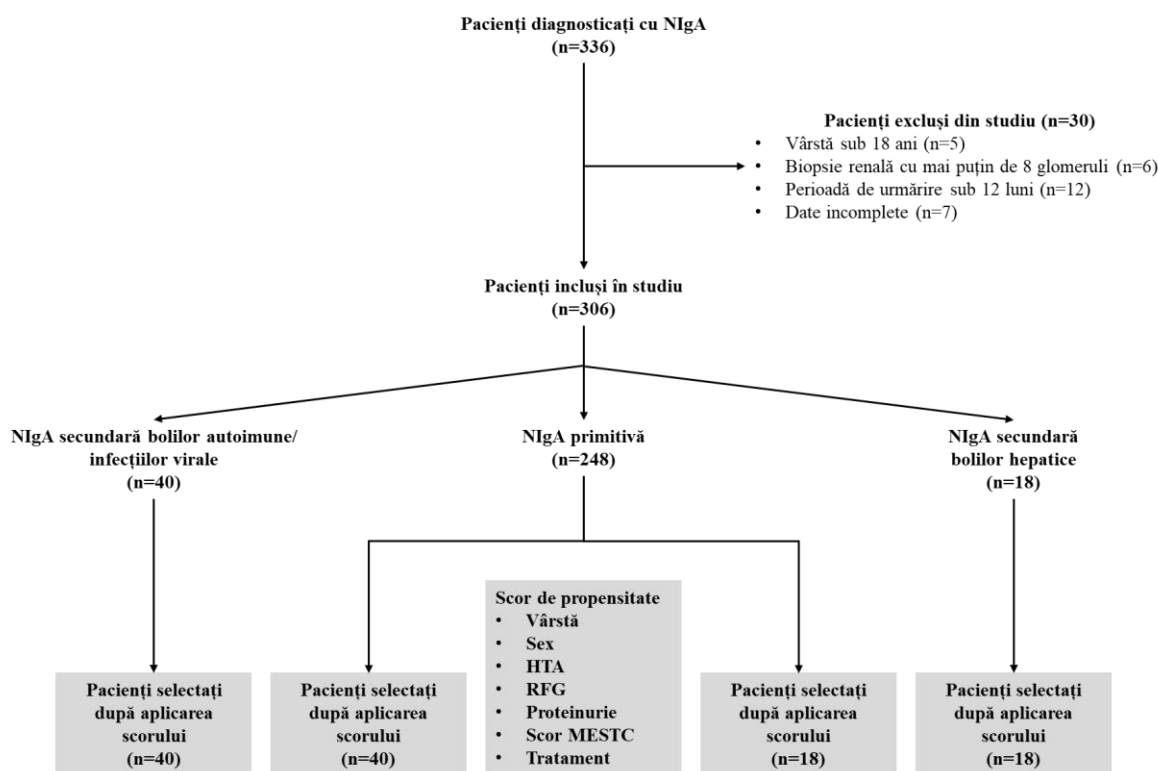 Pacienți diagnosticați cu NIgA
(n=336)
Pacienți excluși din studiu (n=30)
• Vârstă sub 18 ani (n=5)
• Biopsie renală cu mai puțin de 8 glomeruli (n=6)
• Perioadă de urmărire sub 12 luni (n=12)
• Date incomplete (n=7)
Pacienți incluși în studiu
(n=306)
NIgA secundară bolilor autoimune/
infecțiilor virale
(n=40)
NIgA primitivă
(n=248)
NIgA secundară
bolilor hepatice
(n=18)
Pacienți selectați
după aplicarea
scorului
(n=40)
Pacienți selectați
după aplicarea
scorului
(n=40)
Scor de propensitate
• Vârstă
• Sex
• HTA
• RFG
• Proteinurie
• Scor MESTC
• Tratament
Pacienți selectați
după aplicarea
scorului
(n=18)
Pacienți selectați
după aplicarea
scorului
(n=18)